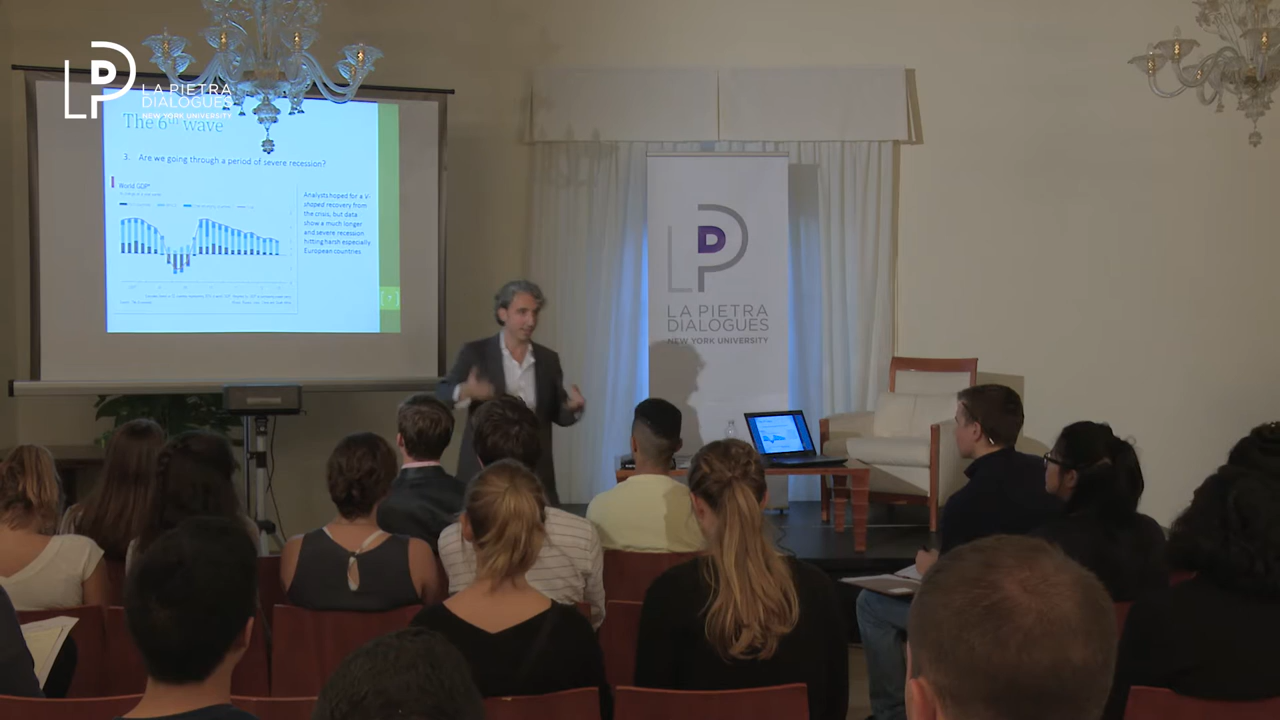 LA PIETRA
DIALOGUES
NEW YORK UNIVERSITY
The 6th wave
3. Are we going through a period of severe recession?
World GDP
Analysts hoped for a V-
shaped recovery from
the crisis, but data
show a much longer
and severe recession
hitting harsh especially
European countries
7
LA PIETRA
DIALOGUES
NEW YORK UNIVERSITY